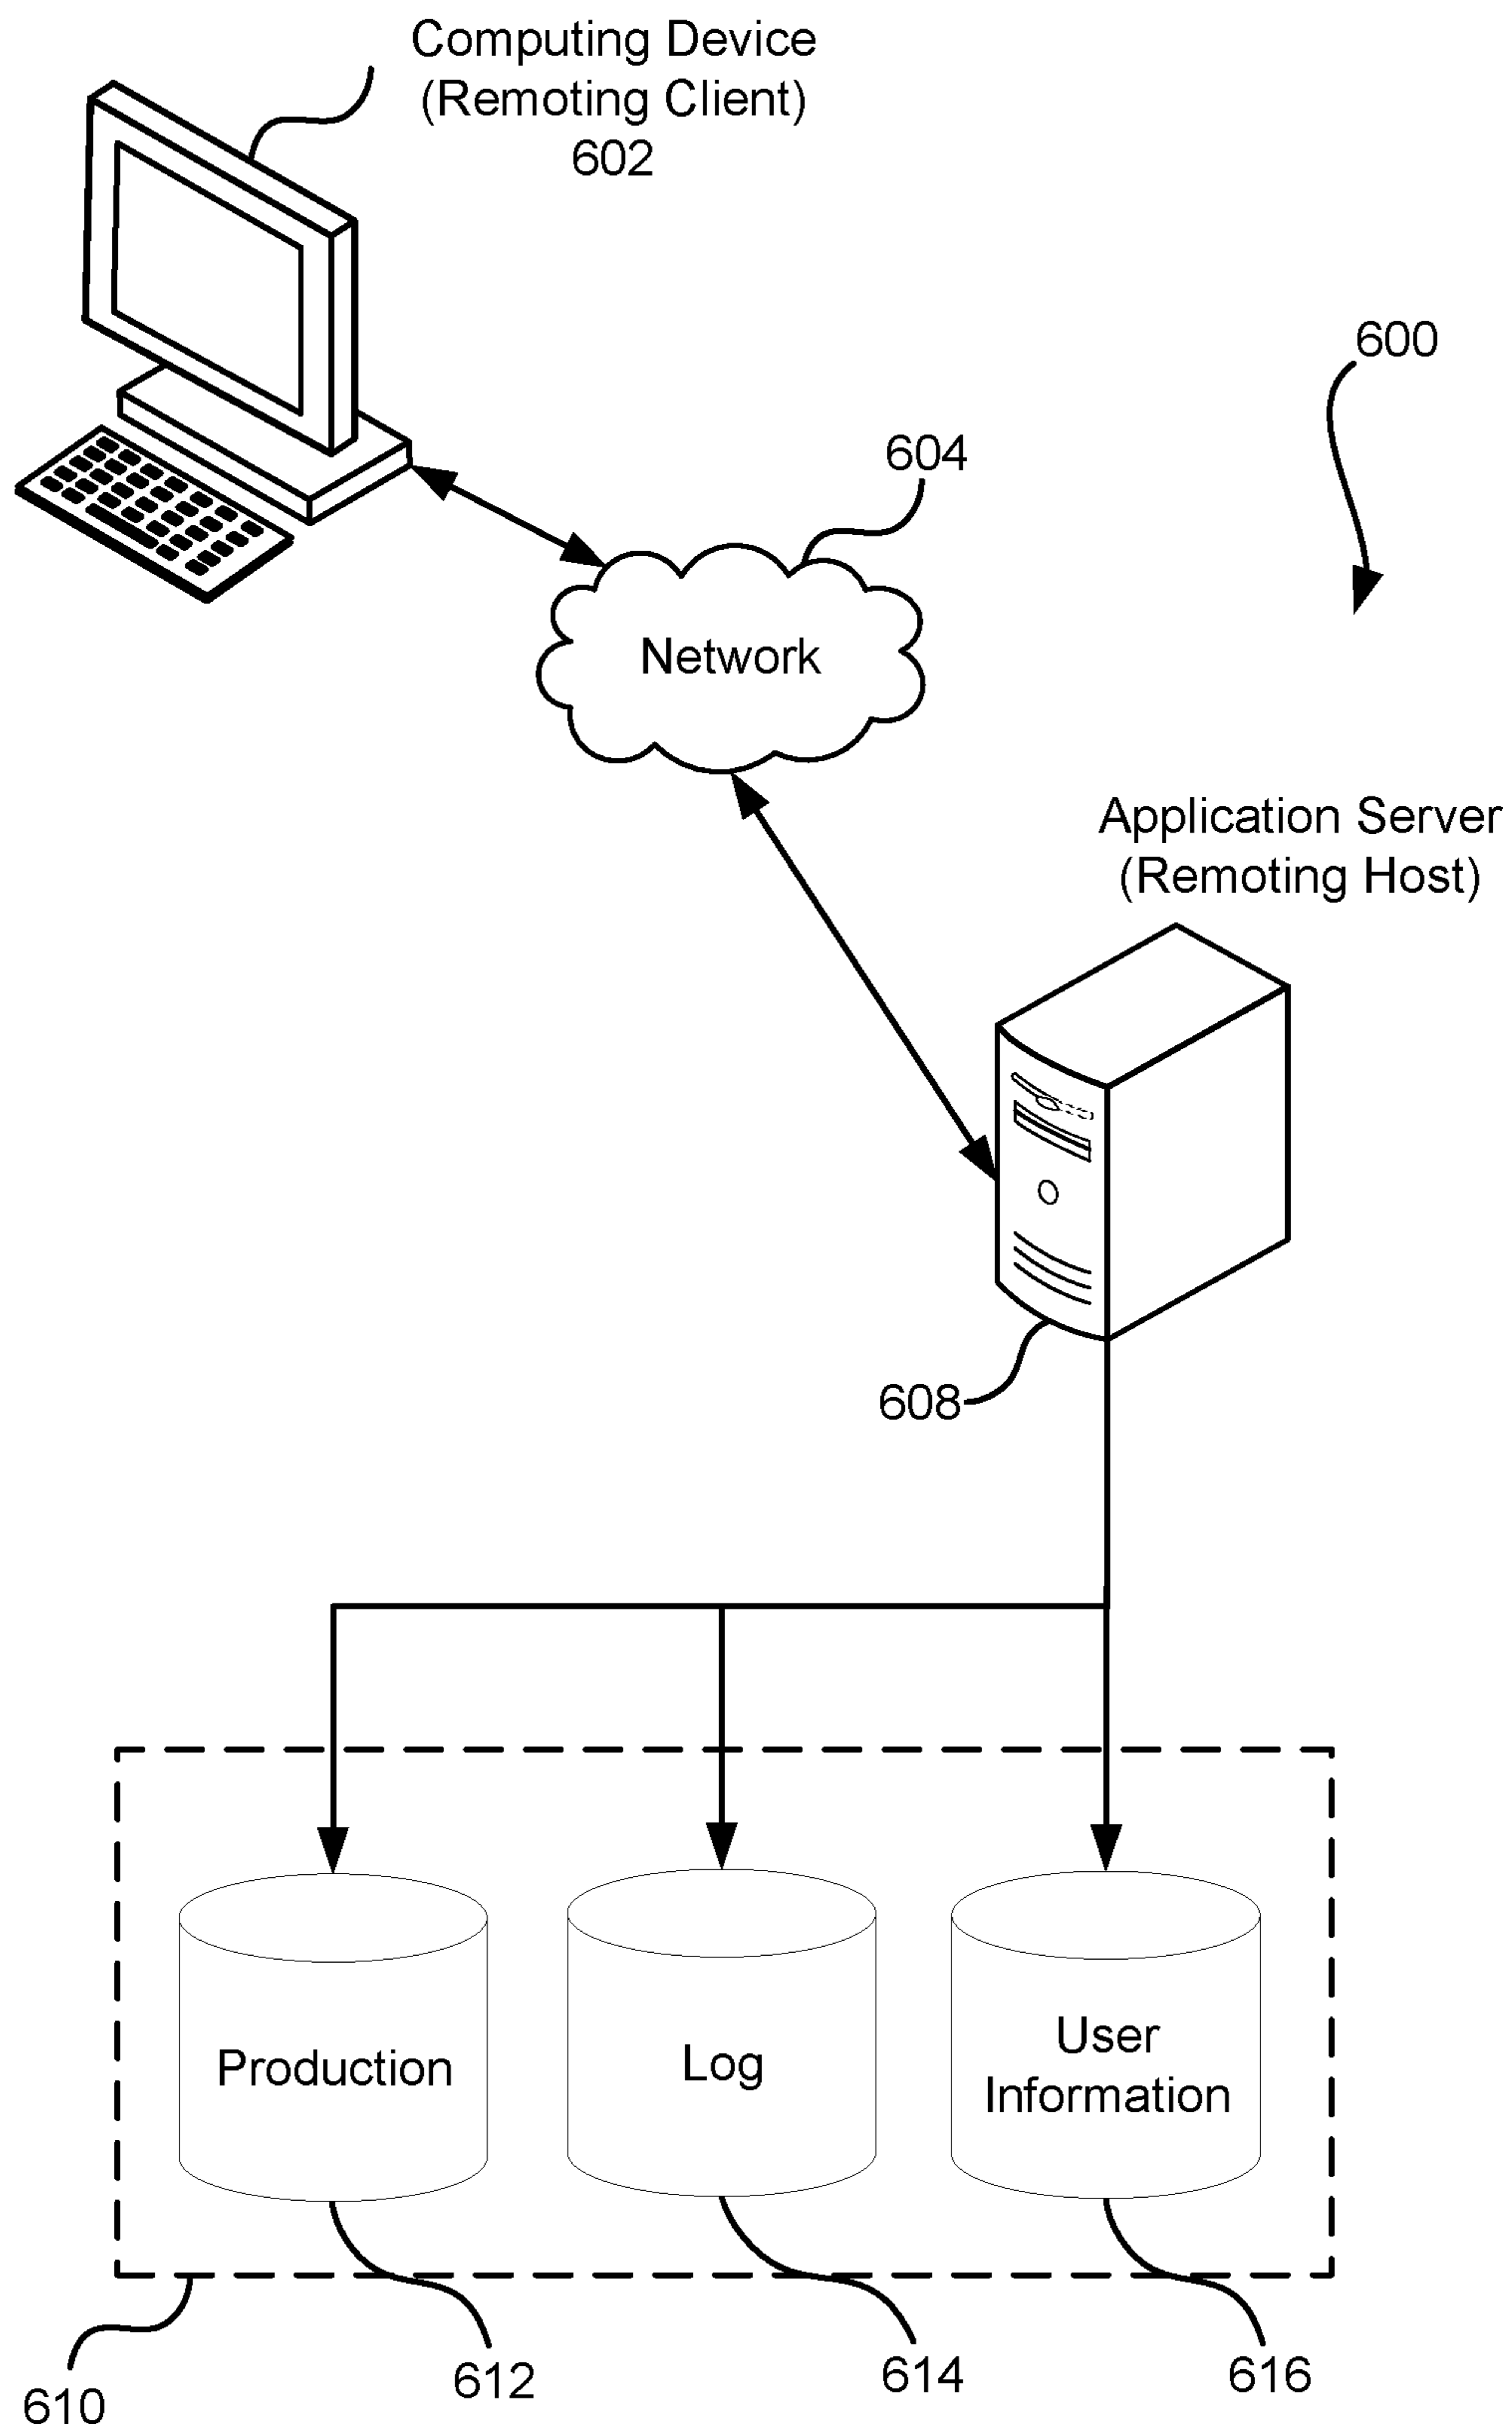 Computing Device
(Remoting Client)
602
600
604
Network
Application Server
(Remoting Host)
608
Production
Log
User
Information
610
612
614
616